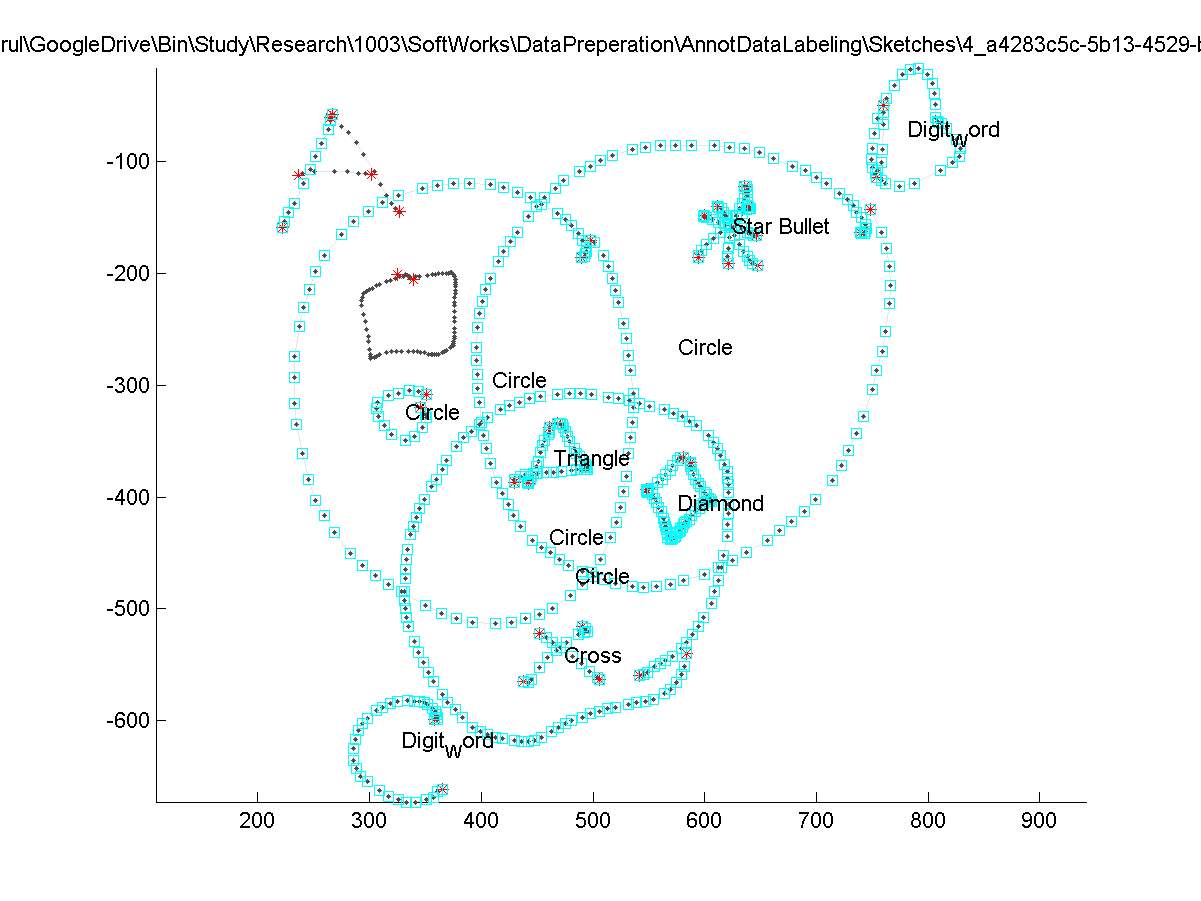 rul\GoogleDrive\Bin\Study\Research\1003\SoftWorks\DataPreperation\AnnotDataLabeling\Sketches\4_a4283c5c-5b13-4529-b
-100
Digit_word
Star Bullet
-200
Circle
-300
Circle
Circle
Triangle
-400
Diamond
Circle
Circle
-500
Cross
-600
Digit_word
200 300 400 500 600 700 800 900